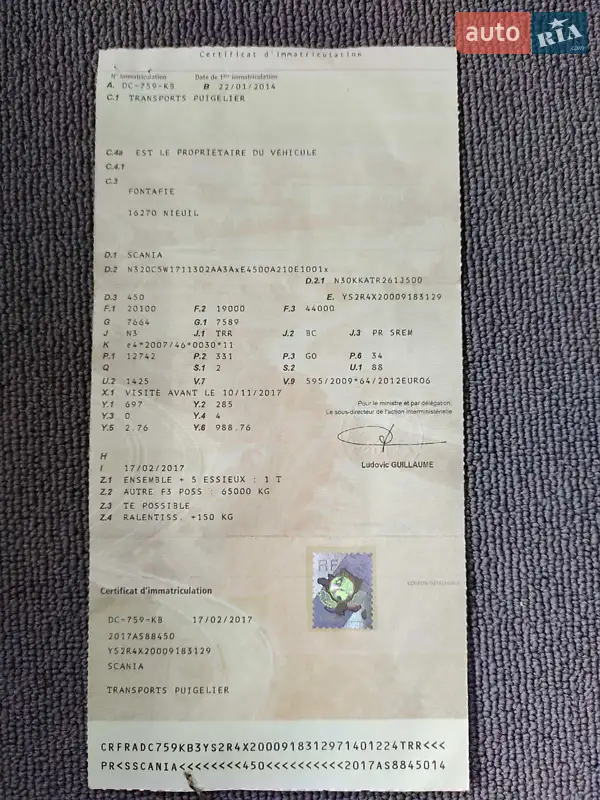 auto RIA .com
Certificat d'immatriculation
N° Immatriculation Date de 1ère immatriculation
A. DC-759-KB B 22/01/2014
C.1 TRANSPORTS PUIGELIER
C.4a EST LE PROPRIETAIRE DU VÉHICULE
C.4.1
C.3
FONTAFIE
16270 NIEUIL
D.1 SCANIA
D.2 N320C5W1711302AA3AxE4500A210E1001x
D.2.1 N30KKATR261J500
D.3 450 E. YS2R4X20009183129
F.1 20100 F.2 19000 F.3 44000
G 7664 G.1 7589
J N3 J.1 TRR J.2 BC J.3 PR SREM
K e4*2007/46*0030*11
P.1 12742 P.2 331 P.3 GO P.6 34
Q S.1 2 S.2 U.1 88
U.2 1425 V.7 V.9 595/2009*64/2012EURO6
X.1 VISITE AVANT LE 10/11/2017
Y.1 697 Y.2 285 Pour le ministre et par délégation,
Y.3 0 Y.4 4 Le sous-directeur de l'action interministérielle
Y.5 2.76 Y.6 988.76
H
Ludovic GUILLAUME
I 17/02/2017
Z.1 ENSEMBLE + 5 ESSIEUX : 1 T
Z.2 AUTRE F3 POSS : 65000 KG
Z.3 TE POSSIBLE
Z.4 RALENTISS. +150 KG
RF
COUPON DÉTACHABLE
Certificat d'immatriculation
DC-759-KB 17/02/2017
2017AS88450
YS2R4X20009183129
SCANIA
TRANSPORTS PUIGELIER
CRFRADC759KB3YS2R4X2000918312971401224TRR<<<
PR<SSCANIA<<<<<<<<450<<<<<<<<<<2017AS8845014